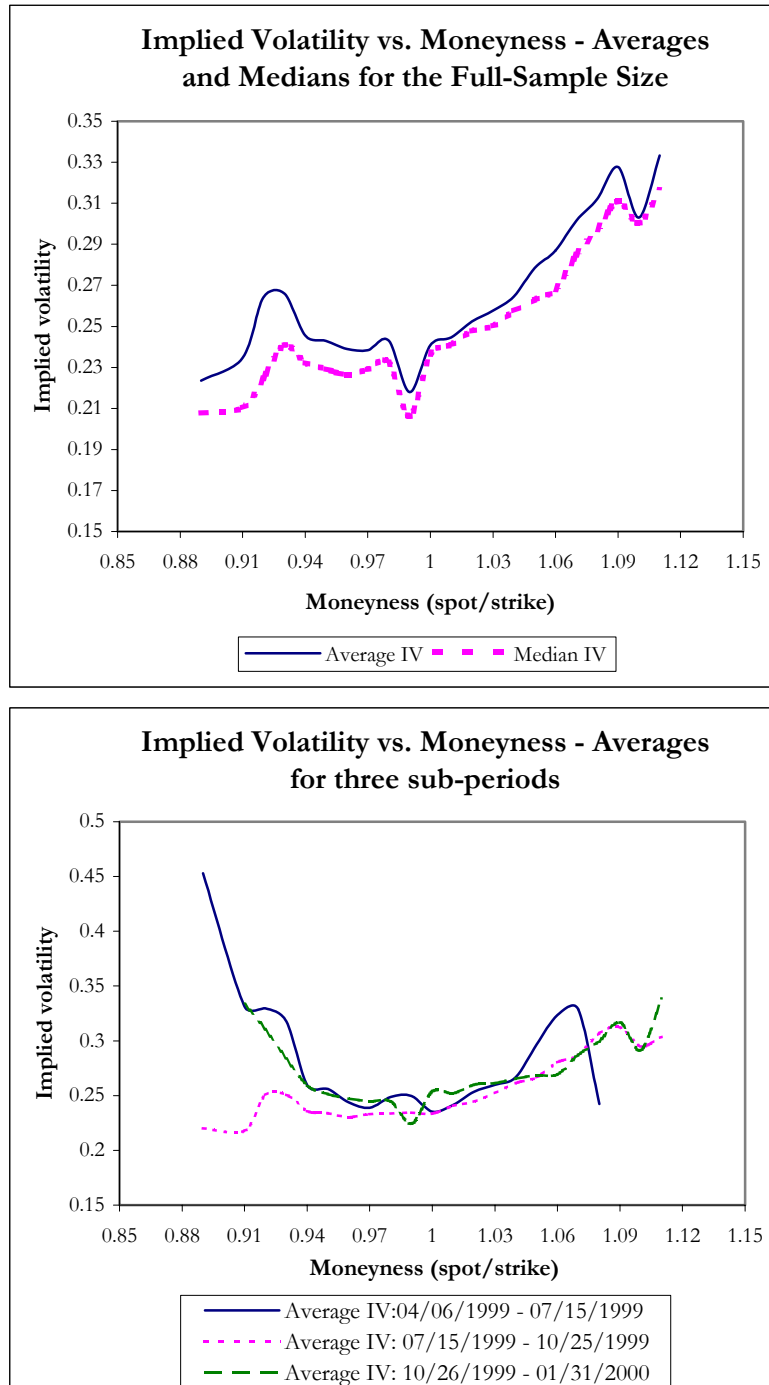 Implied Volatility vs. Moneyness - Averages
and Medians for the Full-Sample Size
0.35
0.33
0.31
0.29
0.27
0.25
0.23
0.21
0.19
0.17
0.15
Implied volatility
0.85 0.88 0.91 0.94 0.97 1 1.03 1.06 1.09 1.12 1.15
Moneyness (spot/strike)
Average IV Median IV
Implied Volatility vs. Moneyness - Averages
for three sub-periods
0.5
0.45
0.4
0.35
0.3
0.25
0.2
0.15
Implied volatility
0.85 0.88 0.91 0.94 0.97 1 1.03 1.06 1.09 1.12 1.15
Moneyness (spot/strike)
Average IV:04/06/1999 - 07/15/1999
Average IV: 07/15/1999 - 10/25/1999
Average IV: 10/26/1999 - 01/31/2000